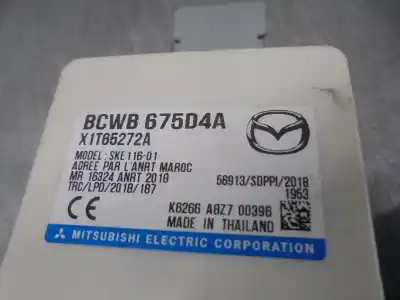 BCWB 675D4A
X1T65272A
MODEL: SKE116-01
AGREE PAR L'ANRT MAROC
MR 16324 ANRT 2018
TRC/LPD/2018/187
56913/SDPPI/2018
1953
K6266 A8Z7 00396
MADE IN THAILAND
CE
MITSUBISHI ELECTRIC CORPORATION